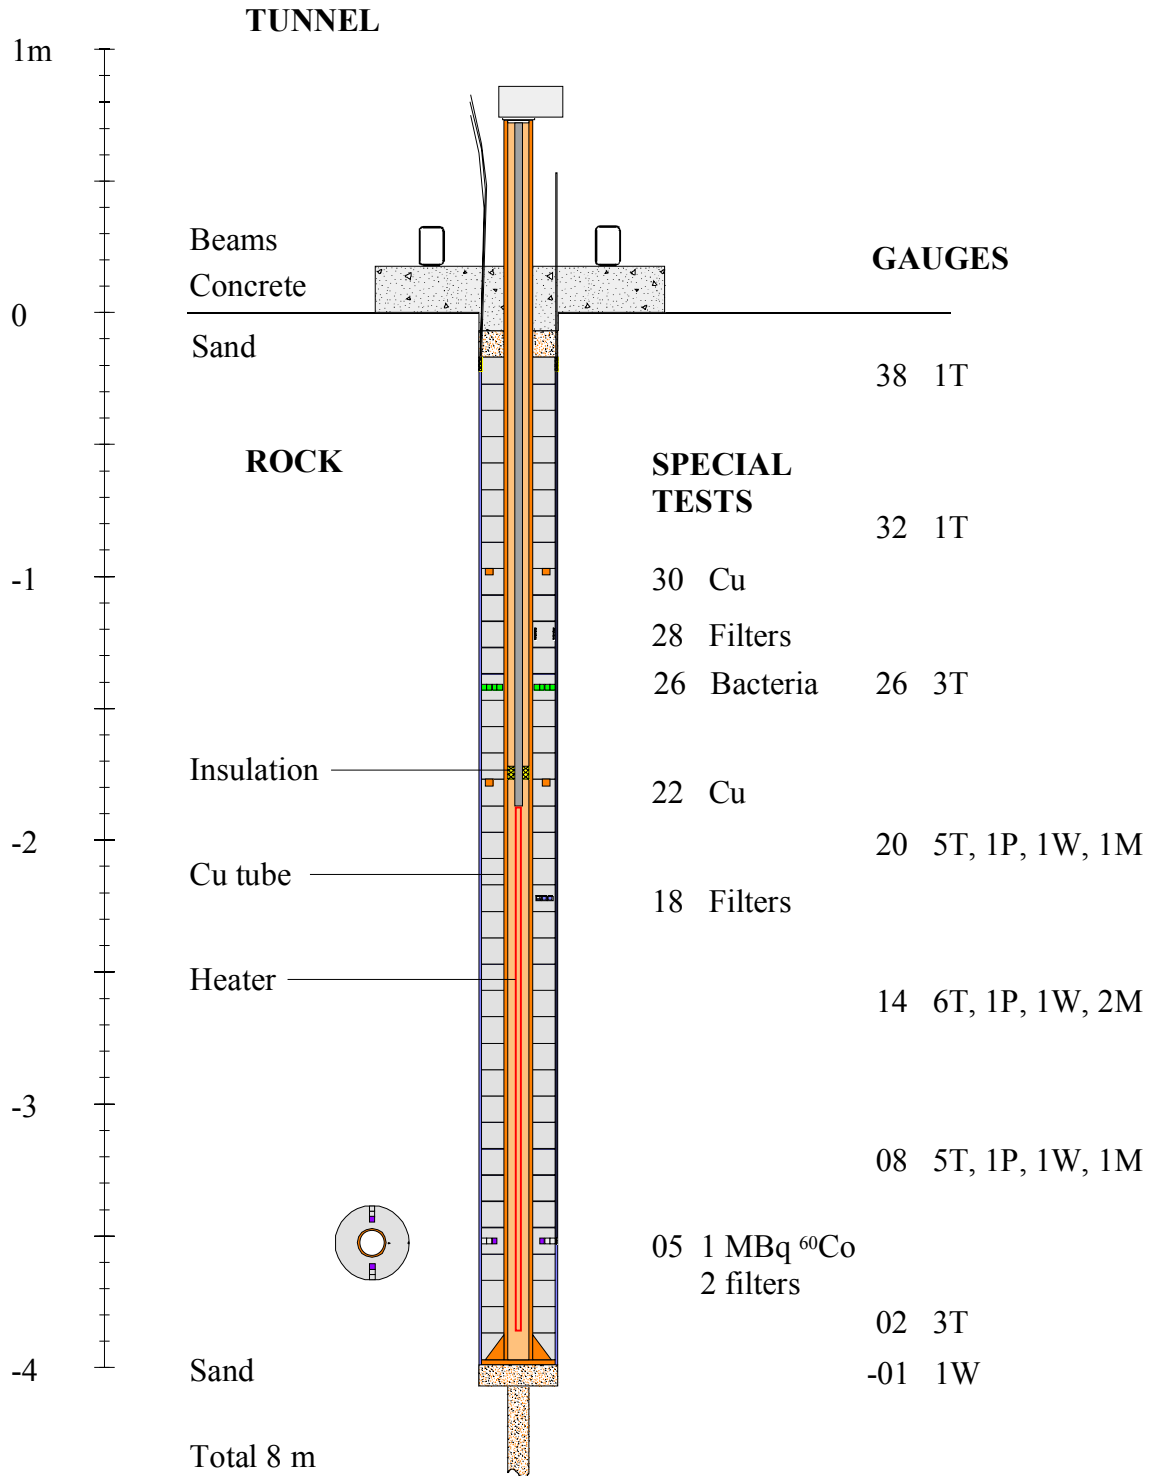 TUNNEL
1m
Beams
GAUGES
Concrete
0
Sand
38 1T
ROCK
SPECIAL
TESTS
32 1T
-1
30 Cu
28 Filters
26 Bacteria
26 3T
Insulation
22 Cu
-2
20 5T, 1P, 1W, 1M
Cu tube
18 Filters
Heater
14 6T, 1P, 1W, 2M
-3
08 5T, 1P, 1W, 1M
05 1 MBq ⁶⁰Co
2 filters
02 3T
-4
Sand
-01 1W
Total 8 m